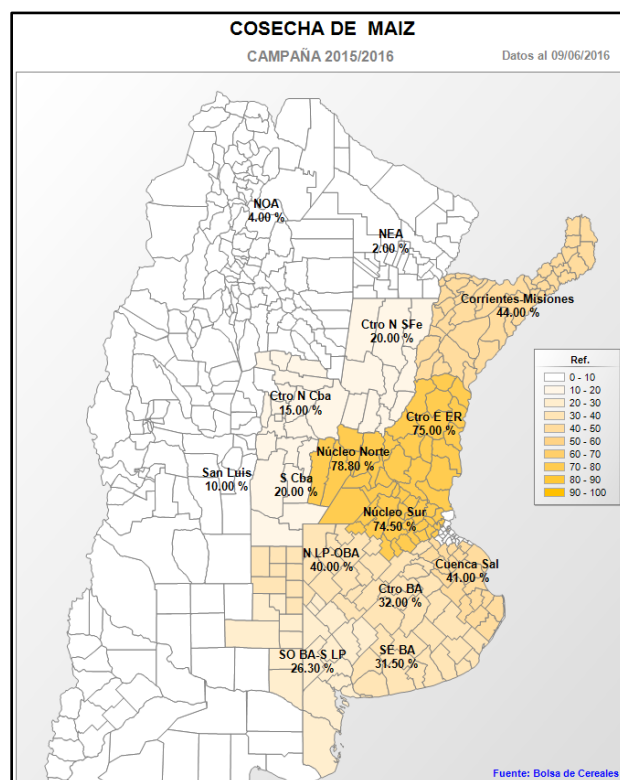 COSECHA DE MAIZ
CAMPAÑA 2015/2016
Datos al 09/06/2016
NOA
4.00 %
NEA
2.00 %
Corrientes-Misiones
44.00 %
Ctro N SFe
20.00 %
Ctro N Cba
15.00 %
Ctro E ER
75.00 %
Núcleo Norte
78.80 %
San Luis
10.00 %
S Cba
20.00 %
Núcleo Sur
74.50 %
N LP-OBA
40.00 %
Cuenca Sal
41.00 %
Ctro BA
32.00 %
SO BA-S LP
26.30 %
SE BA
31.50 %
Ref.
0 - 10
10 - 20
20 - 30
30 - 40
40 - 50
50 - 60
60 - 70
70 - 80
80 - 90
90 - 100
Fuente: Bolsa de Cereales